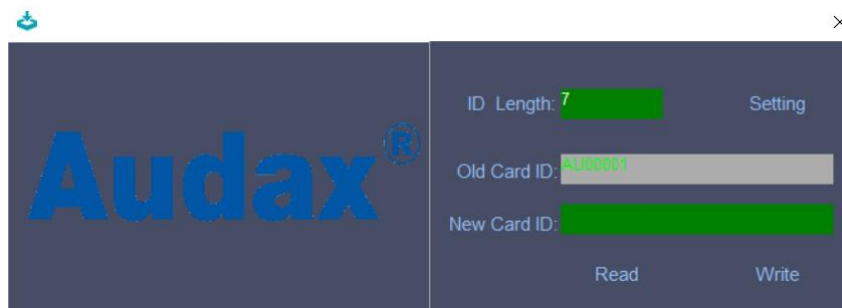 Audax®
ID Length: 7
Setting
Old Card ID: AU00001
New Card ID:
Read
Write